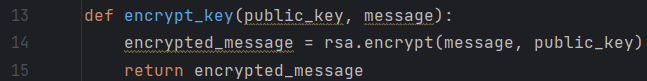 13 def encrypt_key(public_key, message):
14     encrypted_message = rsa.encrypt(message, public_key)
15     return encrypted_message